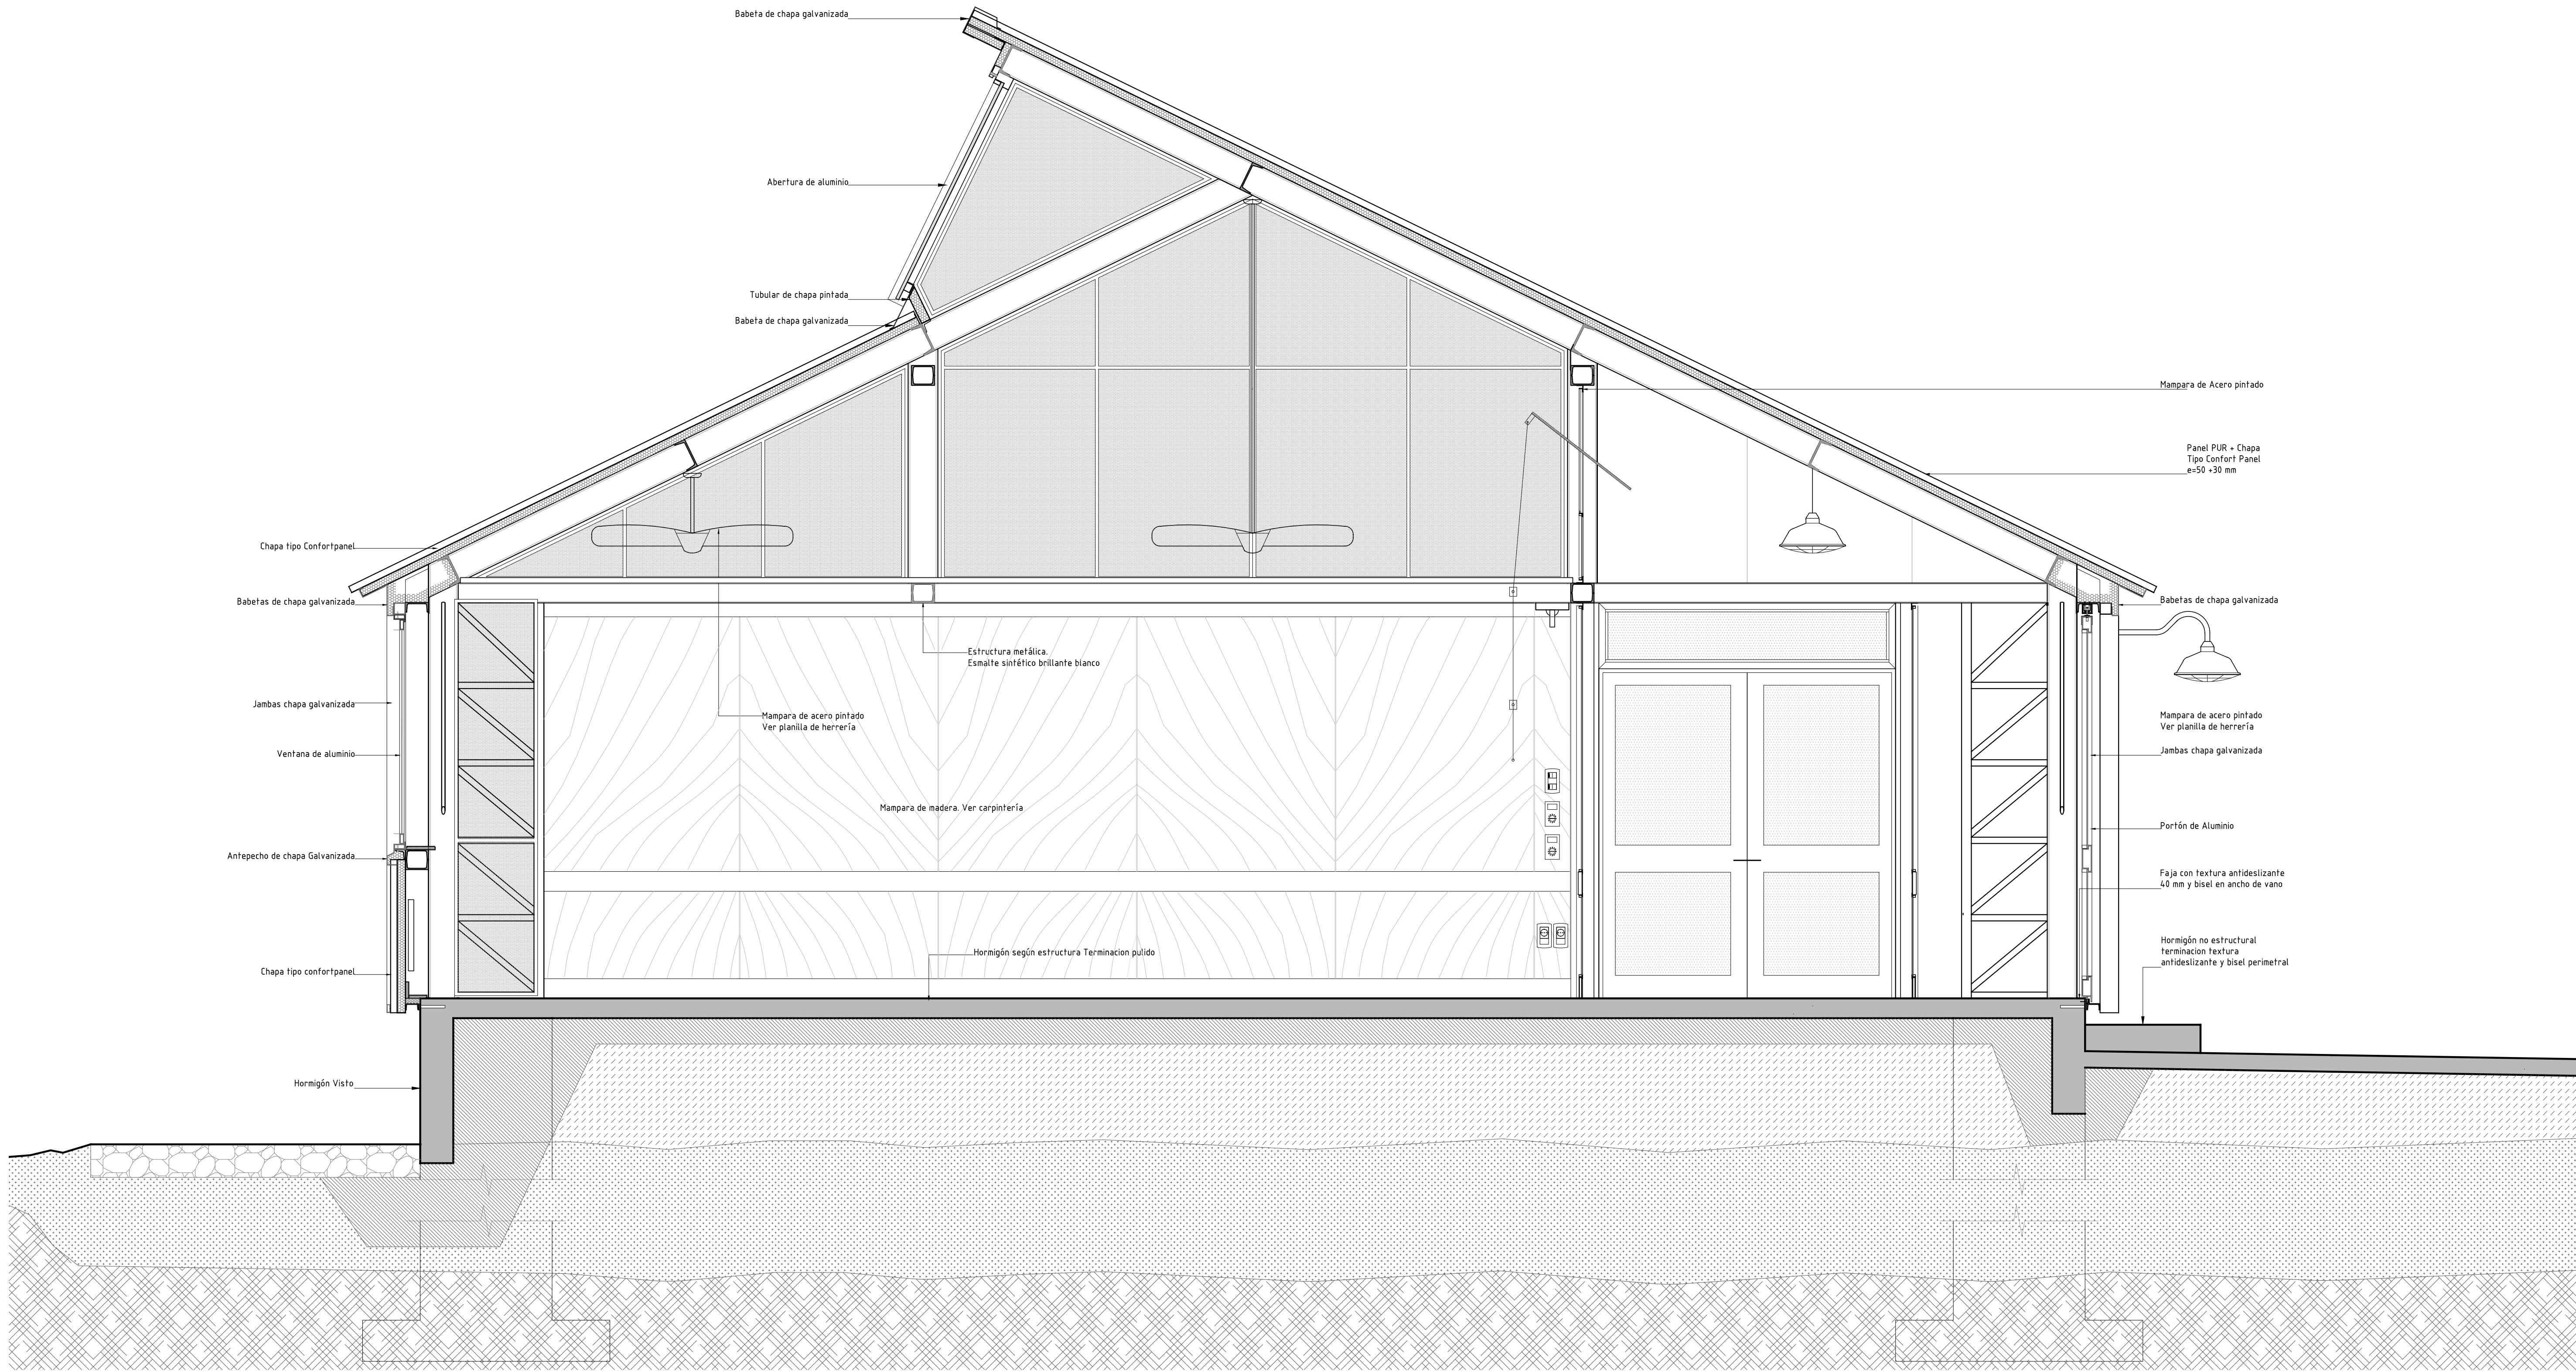 Babeta de chapa galvanizada
Abertura de aluminio
Tubular de chapa pintada
Babeta de chapa galvanizada
Mampara de Acero pintado
Panel PUR + Chapa
Tipo Confort Panel
e=50 +30 mm
Chapa tipo Confortpanel
Babetas de chapa galvanizada
Babetas de chapa galvanizada
Estructura metálica.
Esmalte sintético brillante blanco
Jambas chapa galvanizada
Mampara de acero pintado
Ver planilla de herrería
Mampara de acero pintado
Ver planilla de herrería
Ventana de aluminio
Jambas chapa galvanizada
Mampara de madera. Ver carpintería
Portón de Aluminio
Antepecho de chapa Galvanizada
Faja con textura antideslizante
40 mm y bisel en ancho de vano
Hormigón según estructura Terminacion pulido
Hormigón no estructural
terminacion textura
antideslizante y bisel perimetral
Chapa tipo confortpanel
Hormigón Visto